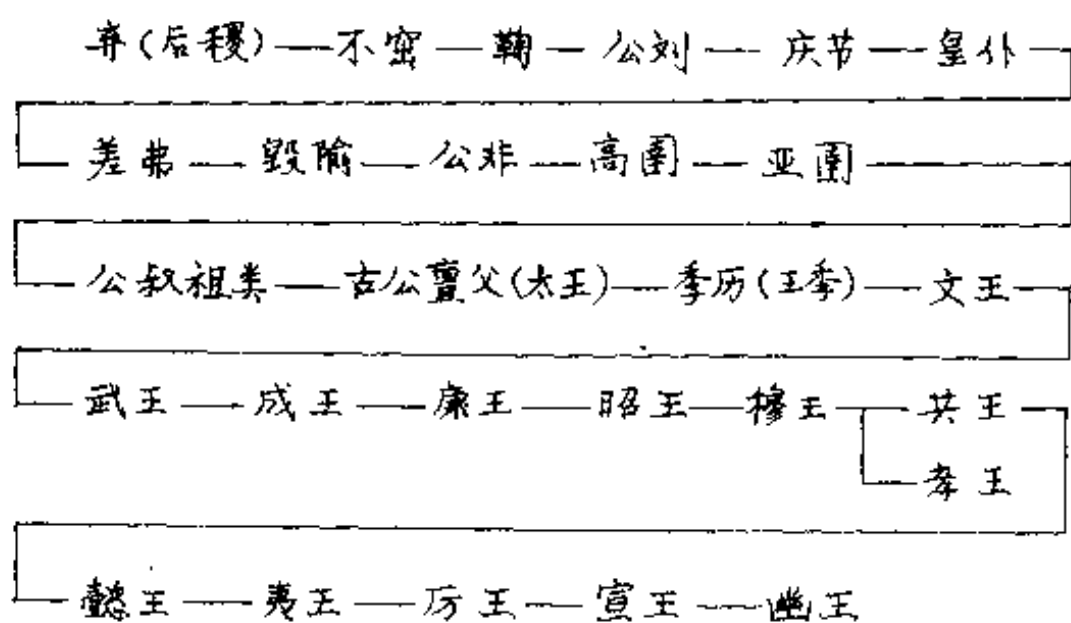 弃(后稷)——不窋——鞠——公刘——庆节——皇仆
差弗——毁隃——公非——高圉——亚圉
公叔祖类——古公亶父(太王)——季历(王季)——文王
武王——成王——康王——昭王——穆王——共王
孝王
懿王——夷王——厉王——宣王——幽王